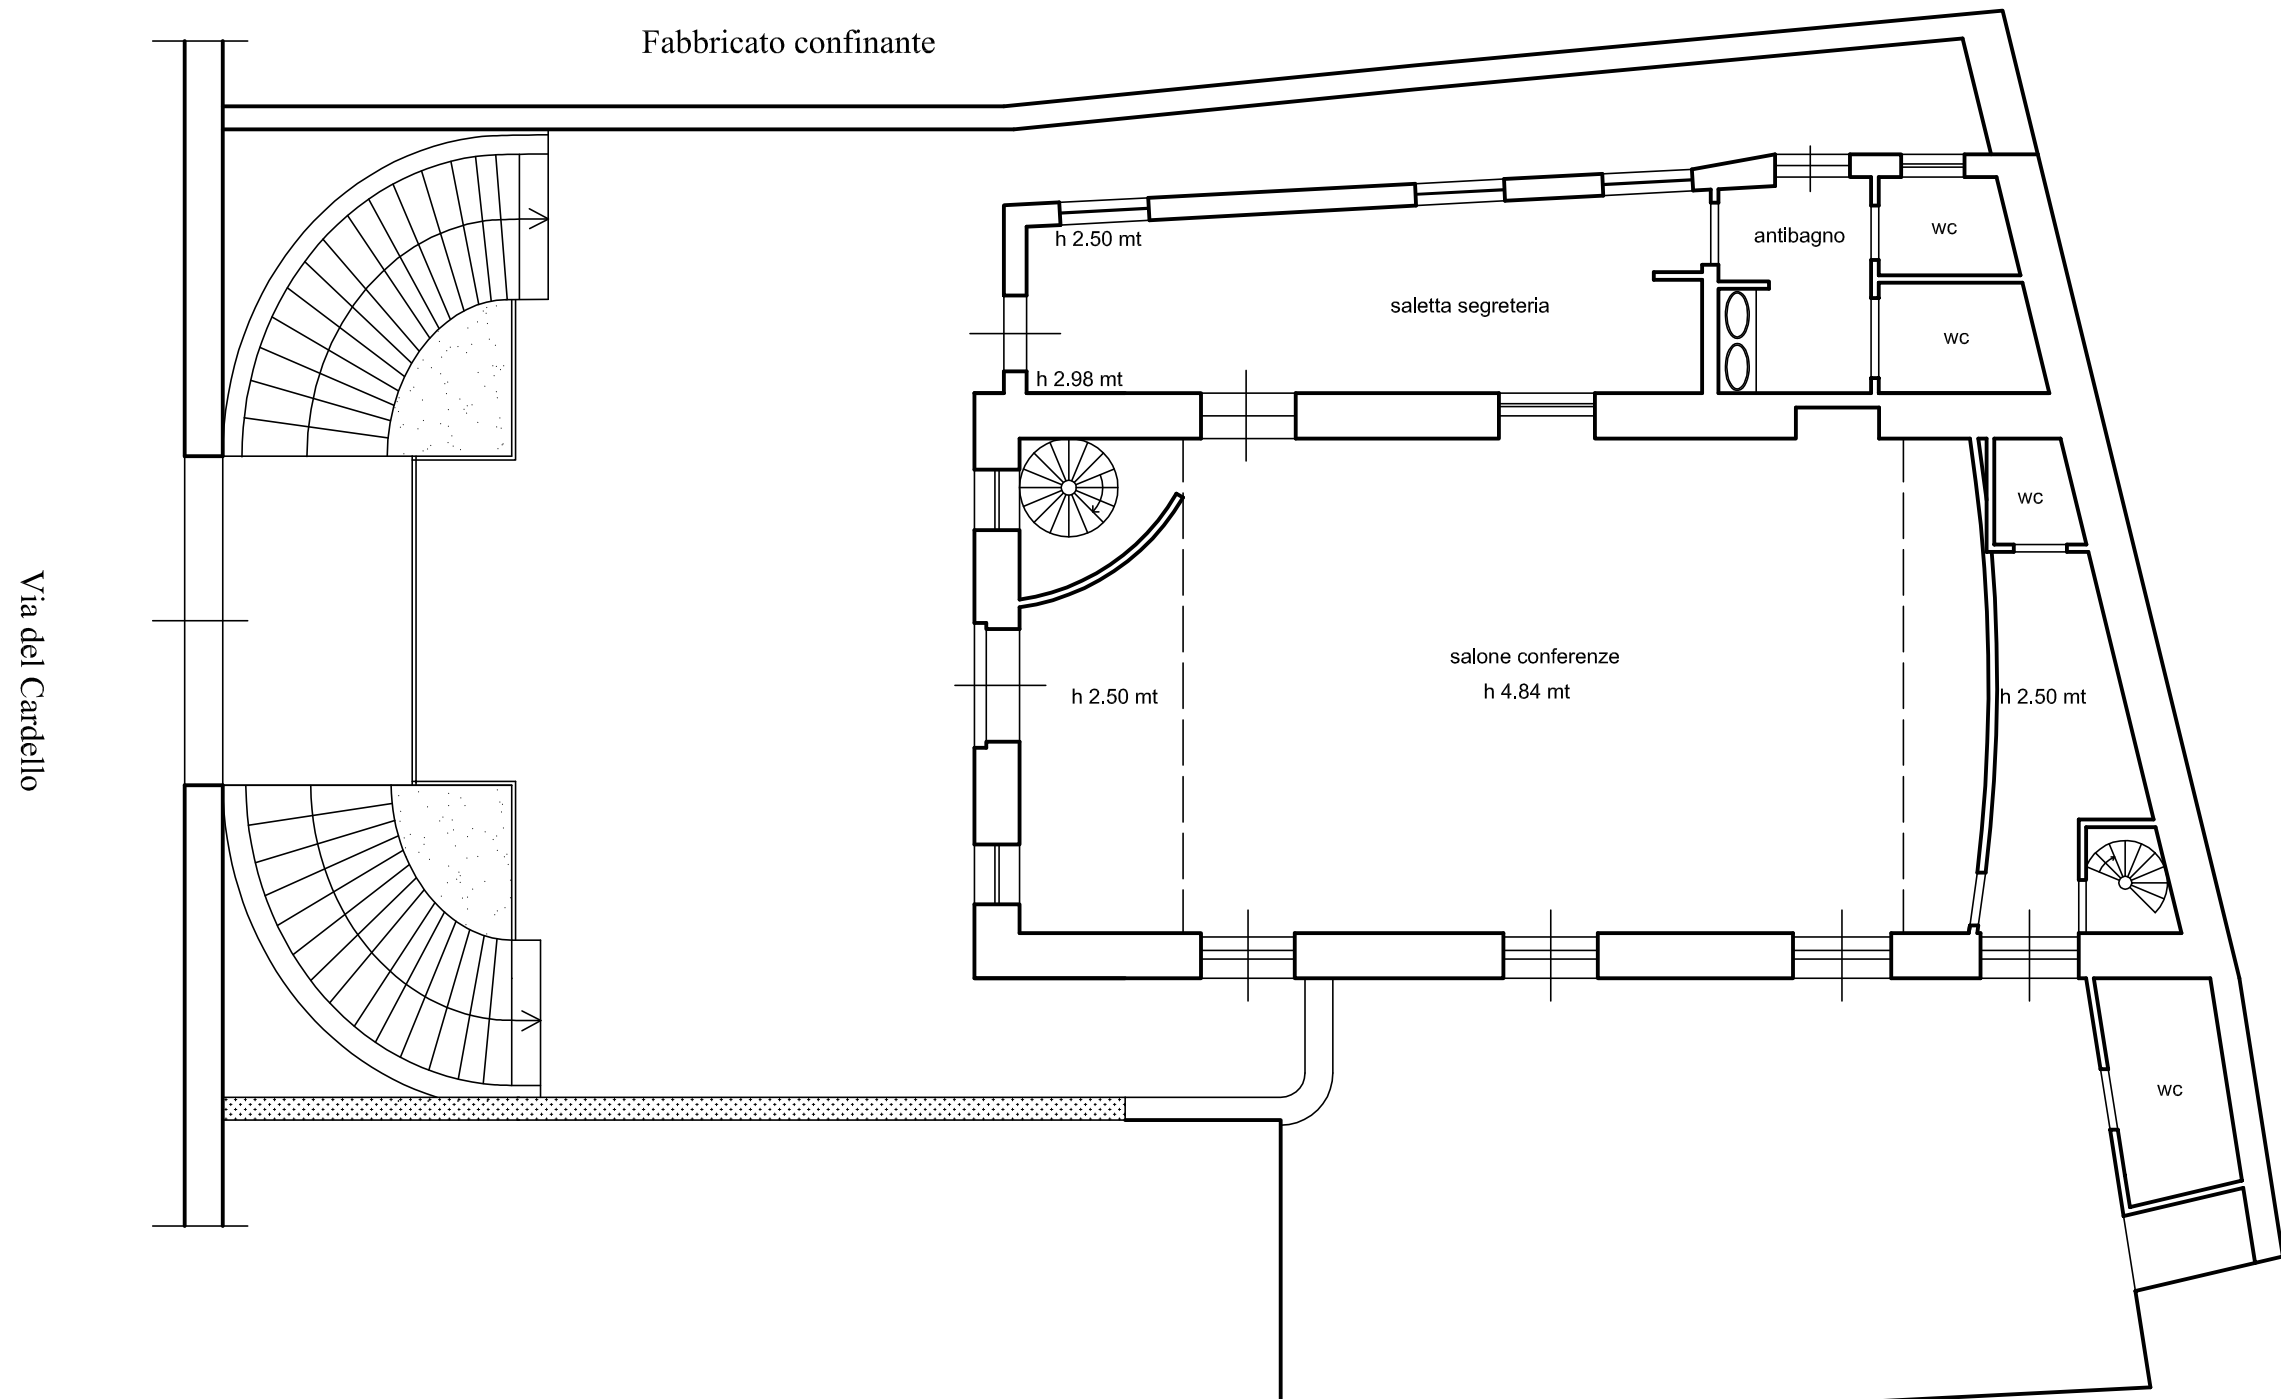 Fabbricato confinante
h 2.50 mt
antibagno
wc
saletta segreteria
wc
h 2.98 mt
wc
Via del Cardello
salone conferenze
h 4.84 mt
h 2.50 mt
h 2.50 mt
wc